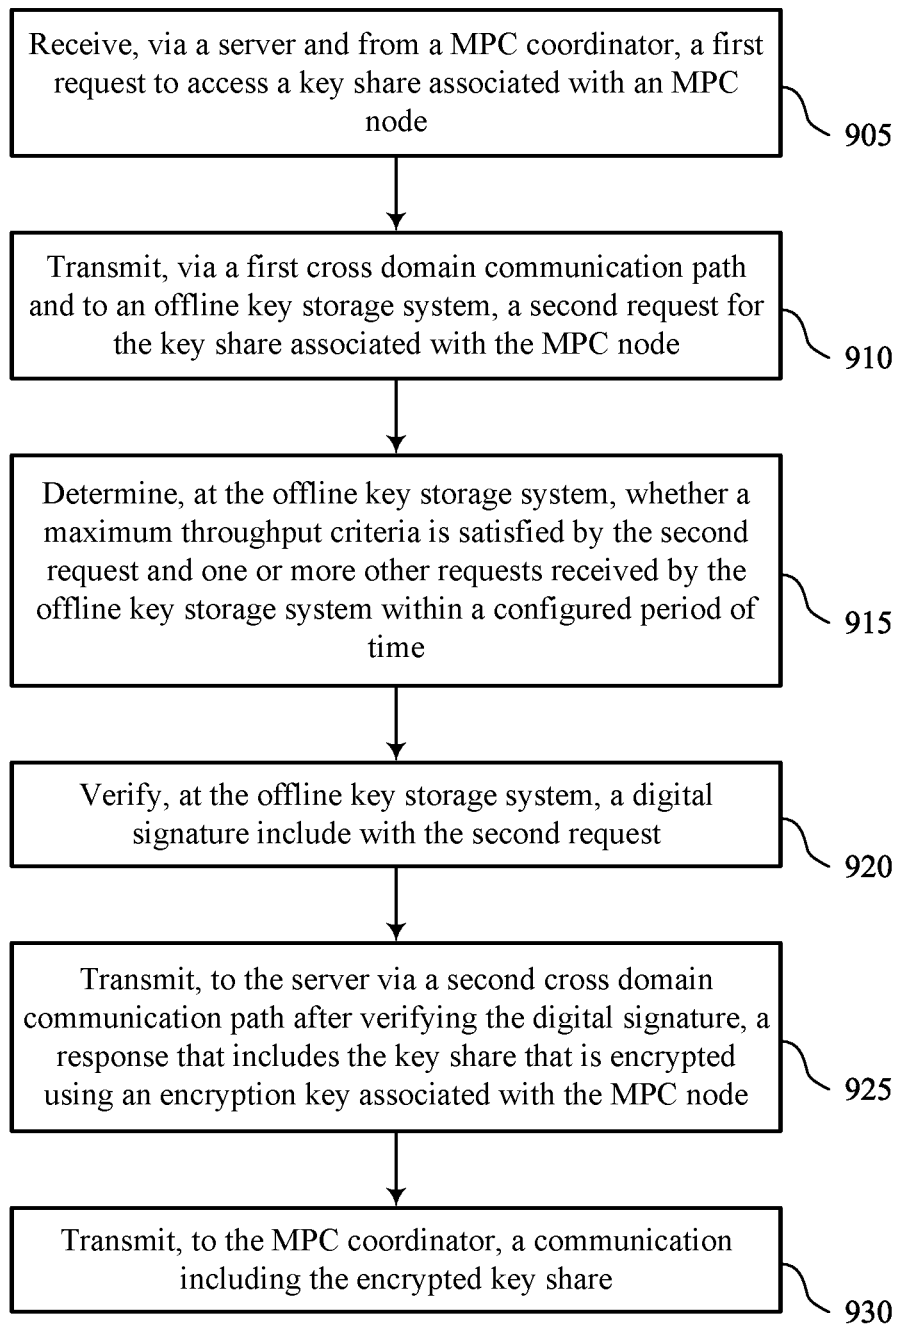 Receive, via a server and from a MPC coordinator, a first
request to access a key share associated with an MPC
node
905
Transmit, via a first cross domain communication path
and to an offline key storage system, a second request for
the key share associated with the MPC node
910
Determine, at the offline key storage system, whether a
maximum throughput criteria is satisfied by the second
request and one or more other requests received by the
offline key storage system within a configured period of
time
915
Verify, at the offline key storage system, a digital
signature include with the second request
920
Transmit, to the server via a second cross domain
communication path after verifying the digital signature, a
response that includes the key share that is encrypted
using an encryption key associated with the MPC node
925
Transmit, to the MPC coordinator, a communication
including the encrypted key share
930